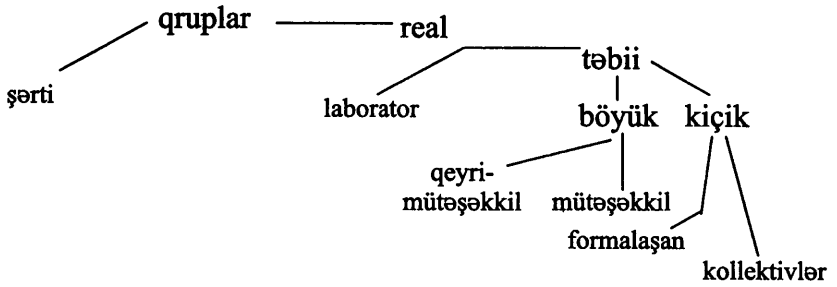 qruplar
real
təbii
şərti
laborator
böyük
kiçik
qeyri-
mütəşəkkil
mütəşəkkil
formalaşan
kollektivlər